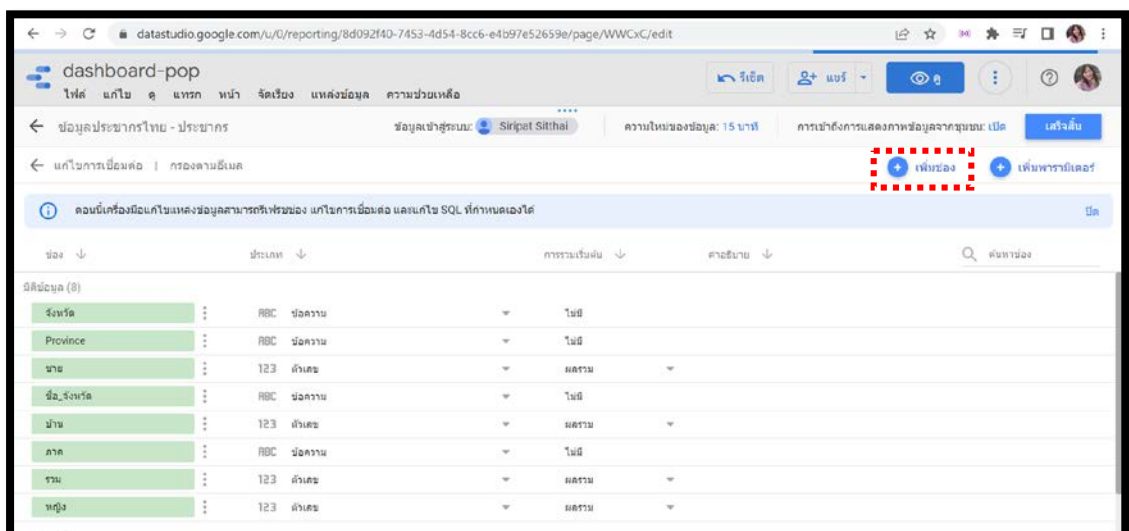 datastudio.google.com/u/0/reporting/8d092f40-7453-4d54-8cc6-e4b97e52659e/page/WWCxC/edit
dashboard-pop
รีเซ็ต แชร์ ดู
ไฟล์ แก้ไข ดู แทรก หน้า จัดเรียง แหล่งข้อมูล ความช่วยเหลือ
ข้อมูลประชากรไทย - ประชากร ข้อมูลเข้าสู่ระบบ: Siripat Sitthai ความใหม่ของข้อมูล: 15 นาที การเข้าถึงการแสดงภาพข้อมูลจากชุมชน: เปิด เสร็จสิ้น
แก้ไขการเชื่อมต่อ | กรองตามอีเมล เพิ่มช่อง เพิ่มพารามิเตอร์
ตอนนี้เครื่องมือแก้ไขแหล่งข้อมูลสามารถรีเฟรชช่อง แก้ไขการเชื่อมต่อ และแก้ไข SQL ที่กำหนดเองได้ ปิด
ช่อง ประเภท การรวมเริ่มต้น คำอธิบาย ค้นหาช่อง
มิติข้อมูล (8)
จังหวัด ABC ข้อความ ไม่มี
Province ABC ข้อความ ไม่มี
ชาย 123 ตัวเลข ผลรวม
ชื่อ_จังหวัด ABC ข้อความ ไม่มี
บ้าน 123 ตัวเลข ผลรวม
ภาค ABC ข้อความ ไม่มี
รวม 123 ตัวเลข ผลรวม
หญิง 123 ตัวเลข ผลรวม